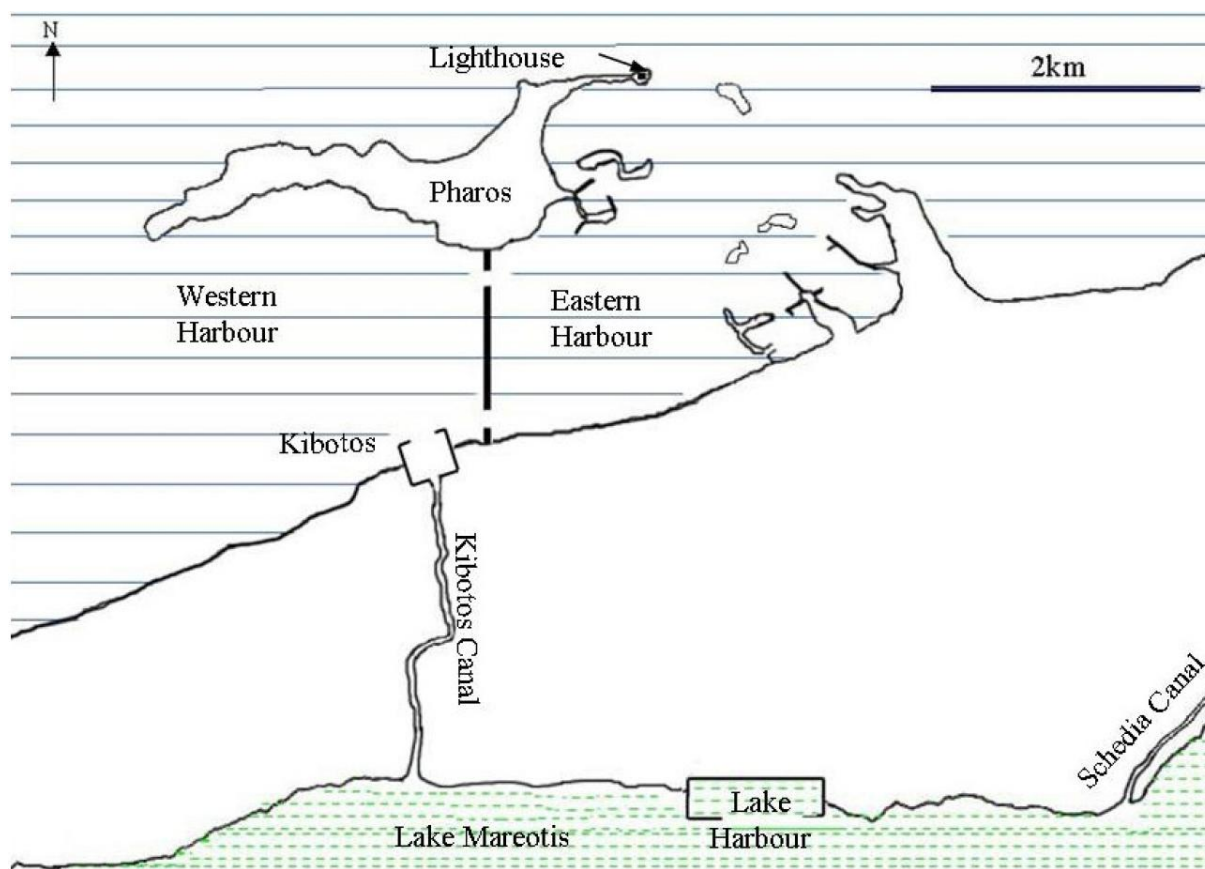 N
Lighthouse
2km
Pharos
Western
Harbour
Eastern
Harbour
Kibotos
Kibotos Canal
Schedia Canal
Lake
Harbour
Lake Mareotis